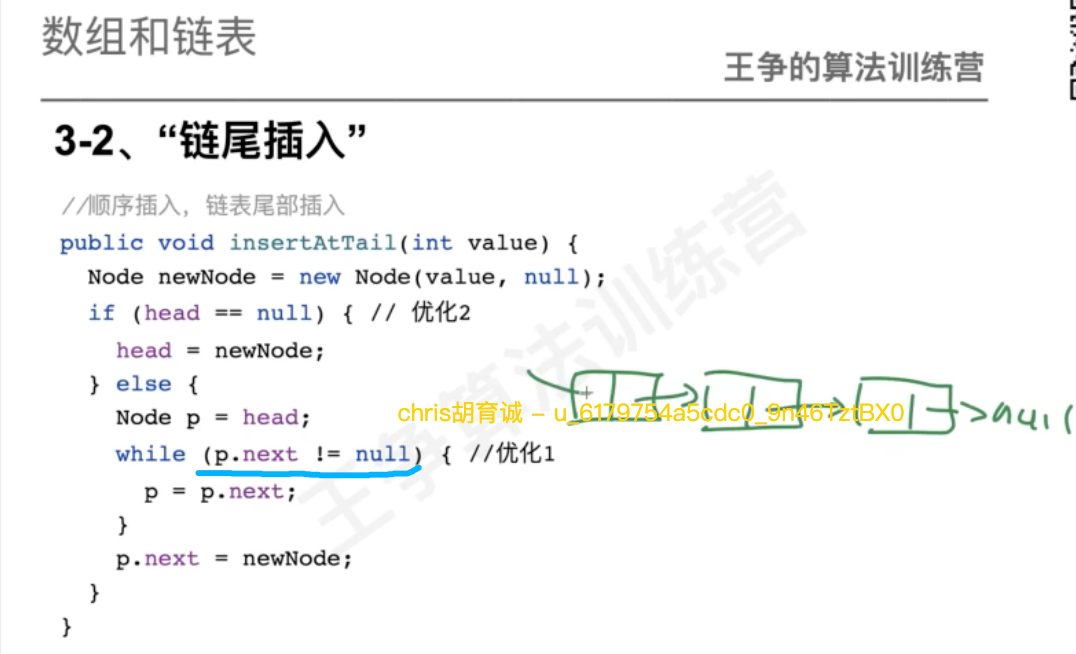 数组和链表
王争的算法训练营
3-2、“链尾插入”
//顺序插入，链表尾部插入
public void insertAtTail(int value) {
Node newNode = new Node(value, null);
if (head == null) { // 优化2
head = newNode;
} else {
Node p = head;
chris胡育诚 – u_6179754a5cdc0_9n46TztBX0
null
while (p.next != null) { //优化1
p = p.next;
}
p.next = newNode;
}
}
王争算法训练营